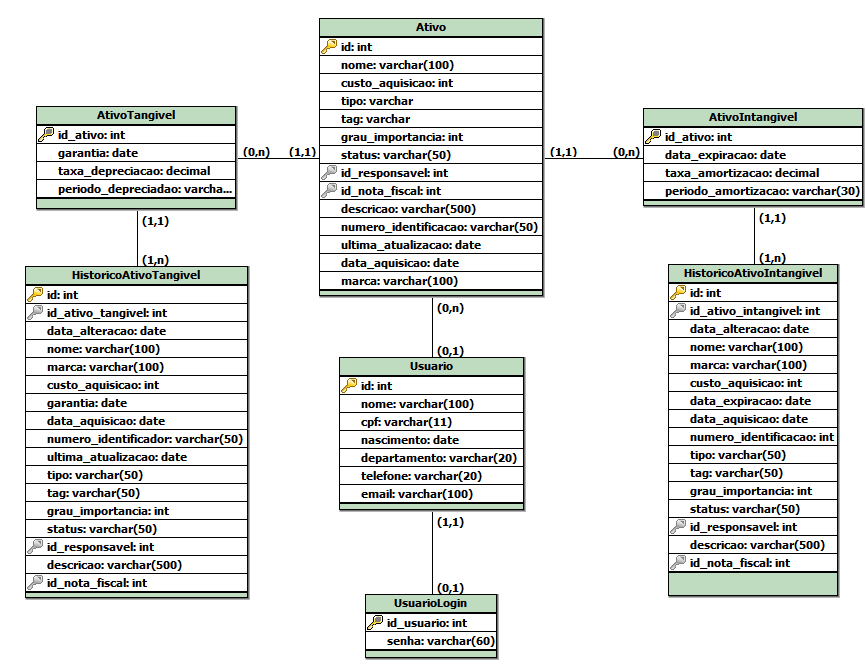 Ativo
id: int
nome: varchar(100)
custo_aquisicao: int
tipo: varchar
tag: varchar
grau_importancia: int
status: varchar(50)
id_responsavel: int
id_nota_fiscal: int
descricao: varchar(500)
numero_identificacao: varchar(50)
ultima_atualizacao: date
data_aquisicao: date
marca: varchar(100)
AtivoTangivel
id_ativo: int
garantia: date
taxa_depreciacao: decimal
periodo_depreciadao: varcha...
(0,n)
(1,1)
AtivoIntangivel
id_ativo: int
data_expiracao: date
taxa_amortizacao: decimal
periodo_amortizacao: varchar(30)
(1,1)
(0,n)
(1,1)
(1,n)
HistoricoAtivoTangivel
id: int
id_ativo_tangivel: int
data_alteracao: date
nome: varchar(100)
marca: varchar(100)
custo_aquisicao: int
garantia: date
data_aquisicao: date
numero_identificador: varchar(50)
ultima_atualizacao: date
tipo: varchar(50)
tag: varchar(50)
grau_importancia: int
status: varchar(50)
id_responsavel: int
descricao: varchar(500)
id_nota_fiscal: int
(0,n)
(0,1)
Usuario
id: int
nome: varchar(100)
cpf: varchar(11)
nascimento: date
departamento: varchar(20)
telefone: varchar(20)
email: varchar(100)
(1,1)
(0,1)
UsuarioLogin
id_usuario: int
senha: varchar(60)
(1,1)
(1,n)
HistoricoAtivoIntangivel
id: int
id_ativo_intangivel: int
data_alteracao: date
nome: varchar(100)
marca: varchar(100)
custo_aquisicao: int
data_expiracao: date
data_aquisicao: date
numero_identificacao: int
tipo: varchar(50)
tag: varchar(50)
grau_importancia: int
status: varchar(50)
id_responsavel: int
descricao: varchar(500)
id_nota_fiscal: int